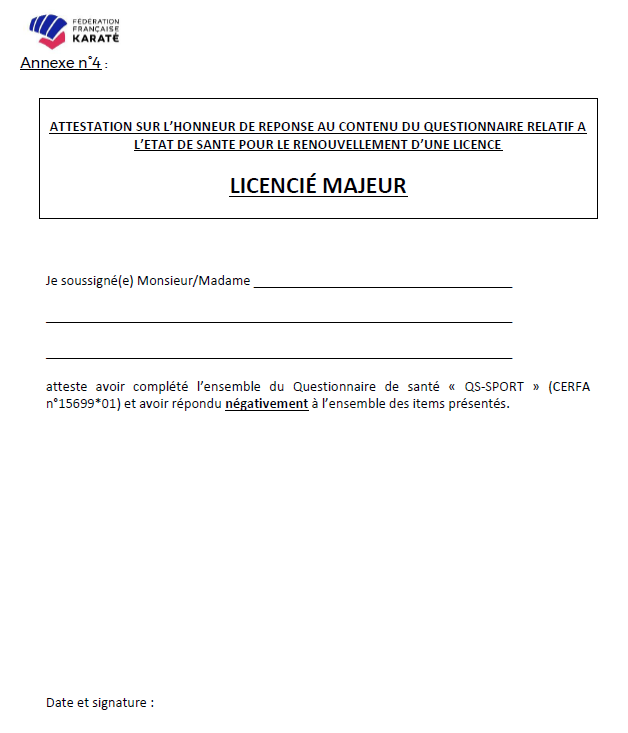 FÉDÉRATION
FRANÇAISE
KARATÉ
Annexe n°4 :
ATTESTATION SUR L'HONNEUR DE REPONSE AU CONTENU DU QUESTIONNAIRE RELATIF A
L'ETAT DE SANTE POUR LE RENOUVELLEMENT D'UNE LICENCE
LICENCIÉ MAJEUR
Je soussigné(e) Monsieur/Madame
atteste avoir complété l'ensemble du Questionnaire de santé « QS-SPORT » (CERFA
n°15699*01) et avoir répondu négativement à l'ensemble des items présentés.
Date et signature :